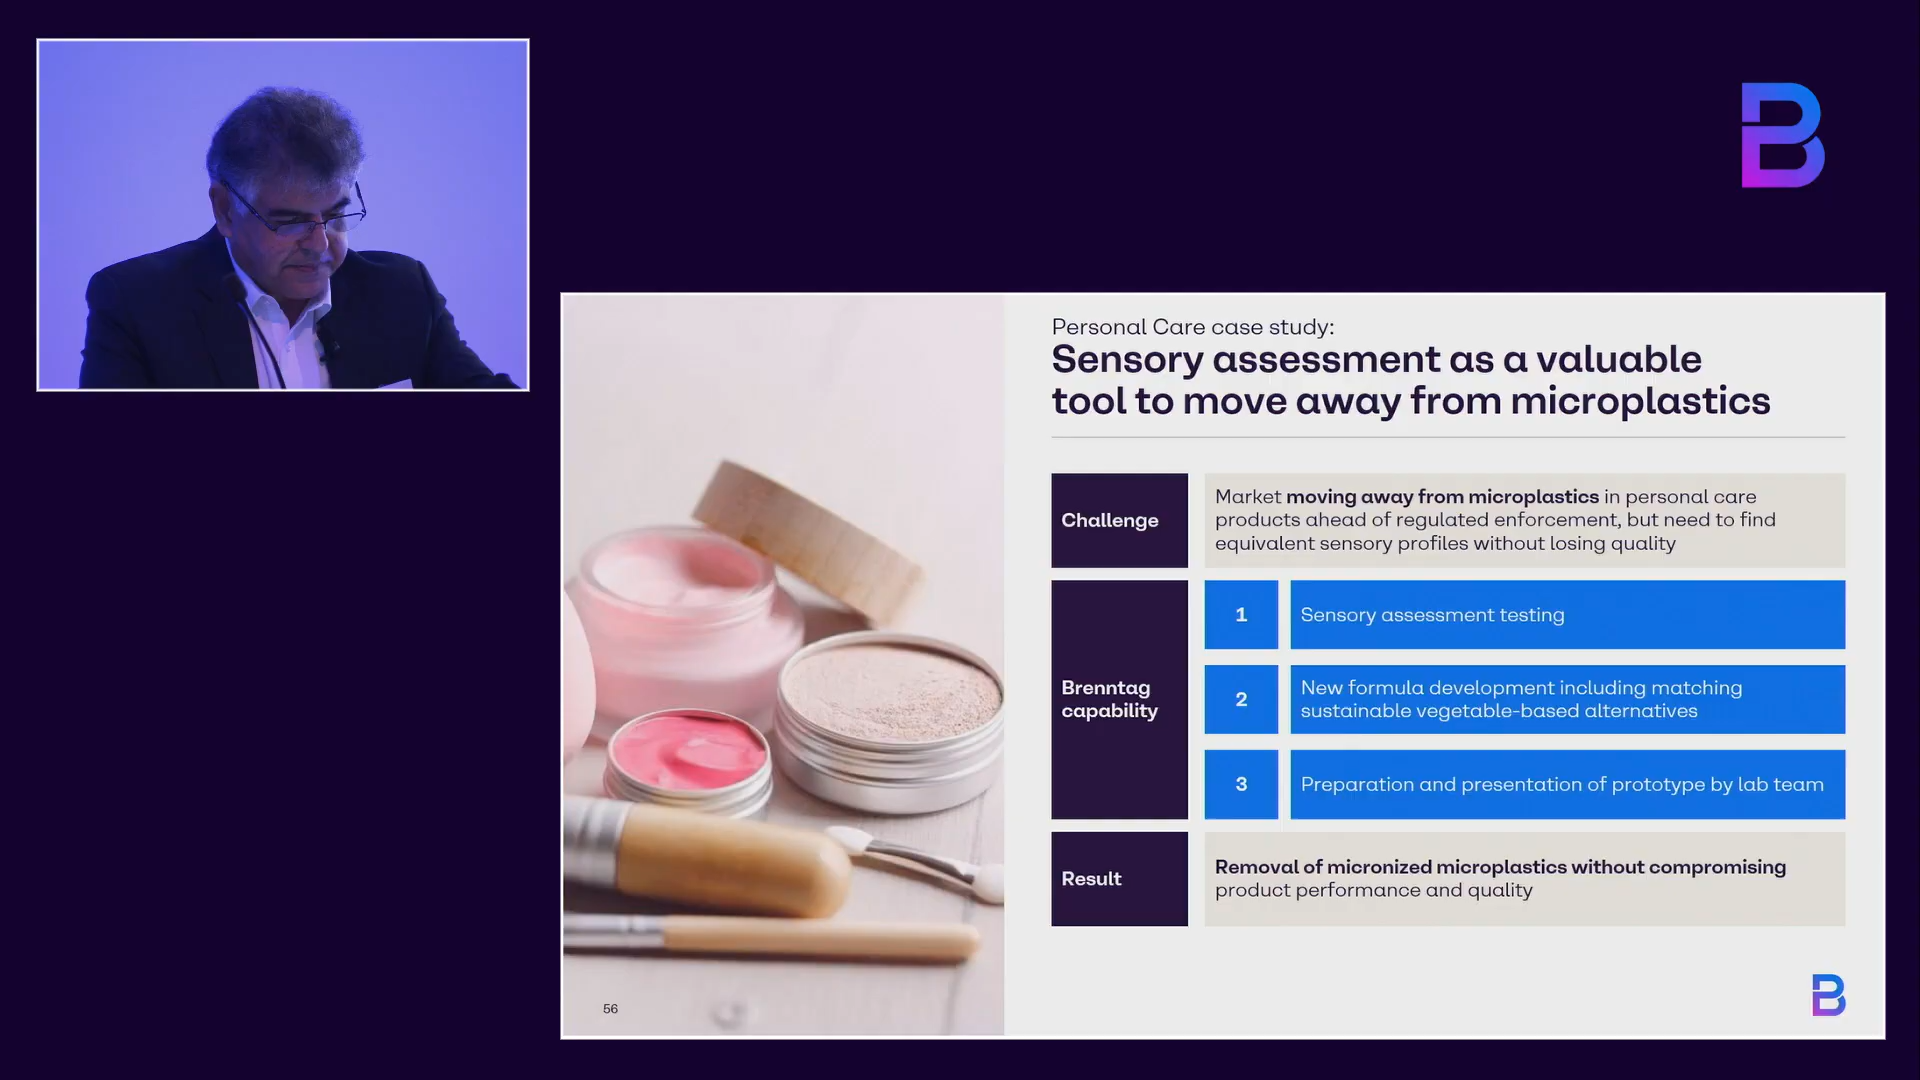 Personal Care case study:
Sensory assessment as a valuable
tool to move away from microplastics
Challenge
Market moving away from microplastics in personal care
products ahead of regulated enforcement, but need to find
equivalent sensory profiles without losing quality
Brenntag
capability
1
Sensory assessment testing
2
New formula development including matching
sustainable vegetable-based alternatives
3
Preparation and presentation of prototype by lab team
Result
Removal of micronized microplastics without compromising
product performance and quality
56